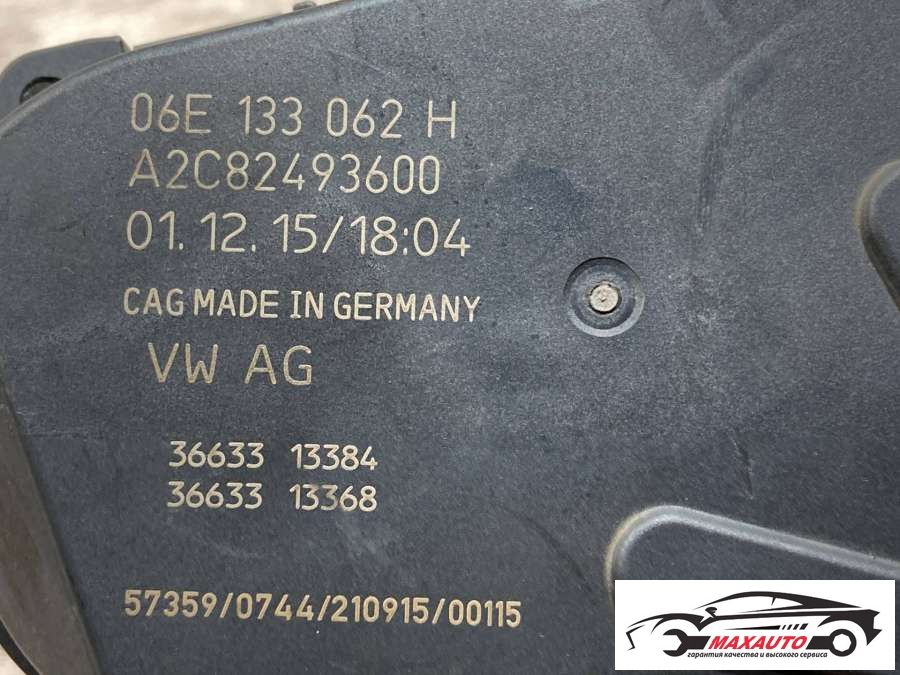 06E 133 062 H
A2C82493600
01.12.15/18:04
CAG MADE IN GERMANY
VW AG
36633 13384
36633 13368
57359/0744/210915/00115
MAXAUTO
гарантия качества и высокого сервиса